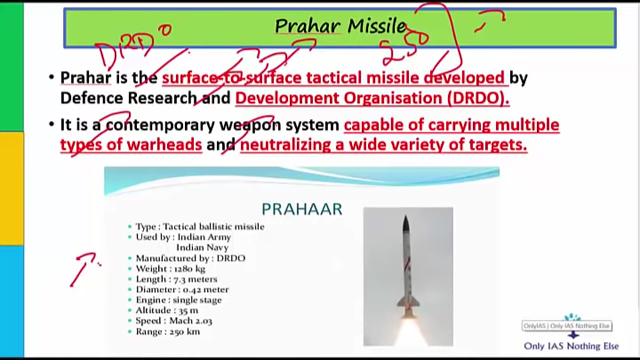 Prahar Missile
DRDO
250
• Prahar is the surface-to-surface tactical missile developed by
Defence Research and Development Organisation (DRDO).
• It is a contemporary weapon system capable of carrying multiple
types of warheads and neutralizing a wide variety of targets.
PRAHAAR
• Type : Tactical ballistic missile
• Used by : Indian Army
Indian Navy
• Manufactured by : DRDO
• Weight : 1280 kg
• Length : 7.3 meters
• Diameter : 0.42 meter
• Engine : single stage
• Altitude : 35 m
• Speed : Mach 2.03
• Range : 250 km
OnlyIAS | Only IAS Nothing Else
Only IAS Nothing Else